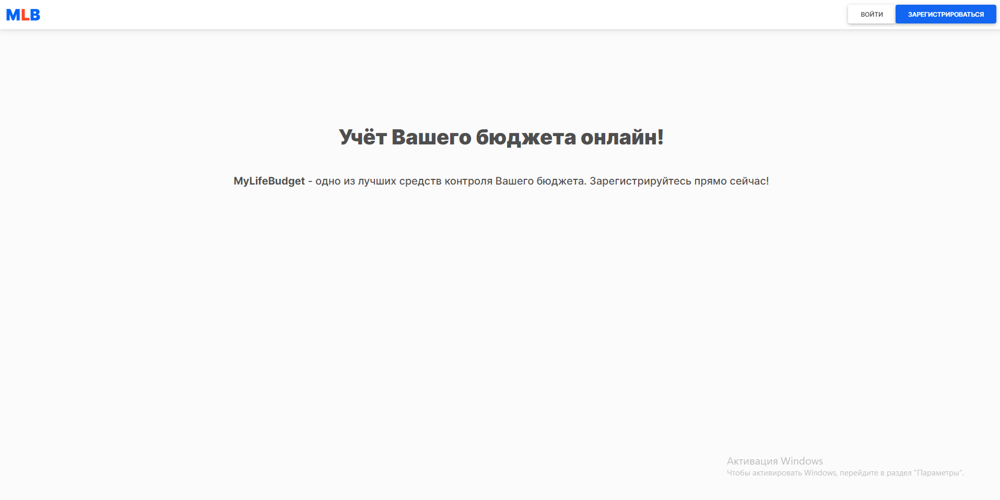 MLB
ВОЙТИ
ЗАРЕГИСТРИРОВАТЬСЯ
Учёт Вашего бюджета онлайн!
MyLifeBudget - одно из лучших средств контроля Вашего бюджета. Зарегистрируйтесь прямо сейчас!
Активация Windows
Чтобы активировать Windows, перейдите в раздел "Параметры".